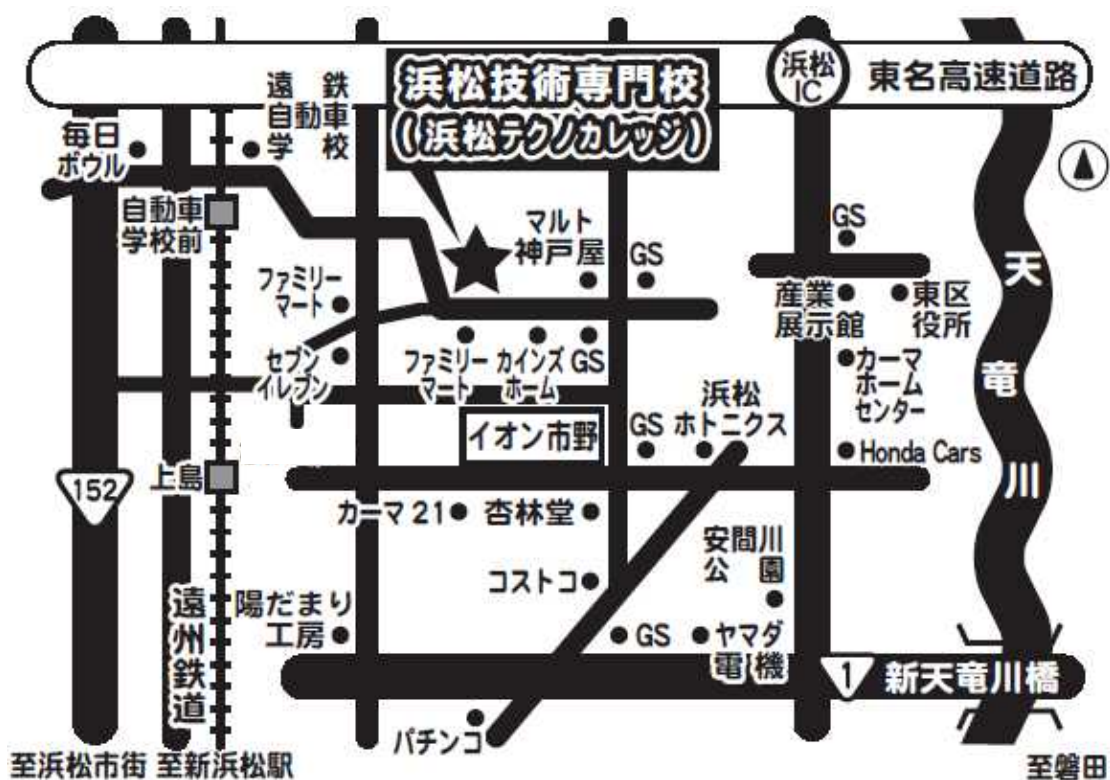 浜松
IC
東名高速道路
浜松技術専門校
(浜松テクノカレッジ)
遠鉄
自動車
学校
毎日
ボウル
自動車
学校前
マルト
神戸屋
GS
GS
ファミリー
マート
産業
展示館
東区
役所
天竜川
セブン
イレブン
ファミリー
マート
カインズ
ホーム
GS
カーマ
ホーム
センター
浜松
ホトニクス
イオン市野
GS
Honda Cars
152
上島
カーマ 21
杏林堂
安間川
公園
コストコ
遠州鉄道
陽だまり
工房
GS
ヤマダ
電機
1
新天竜川橋
パチンコ
至浜松市街
至新浜松駅
至磐田